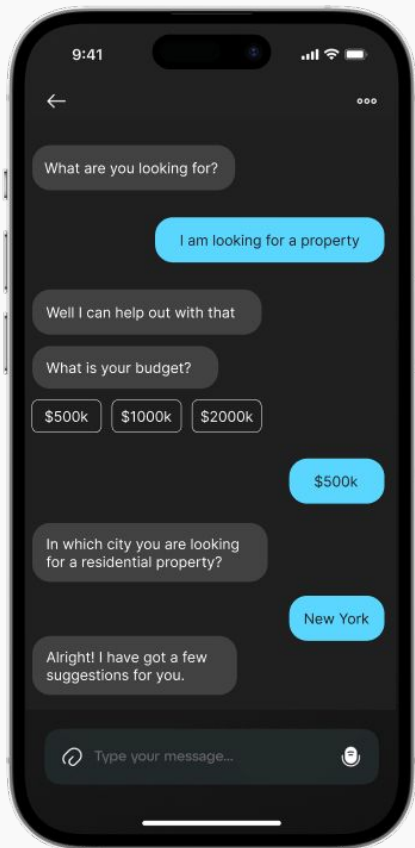 9:41
What are you looking for?
I am looking for a property
Well I can help out with that
What is your budget?
$500k $1000k $2000k
$500k
In which city you are looking
for a residential property?
New York
Alright! I have got a few
suggestions for you.
Type your message...